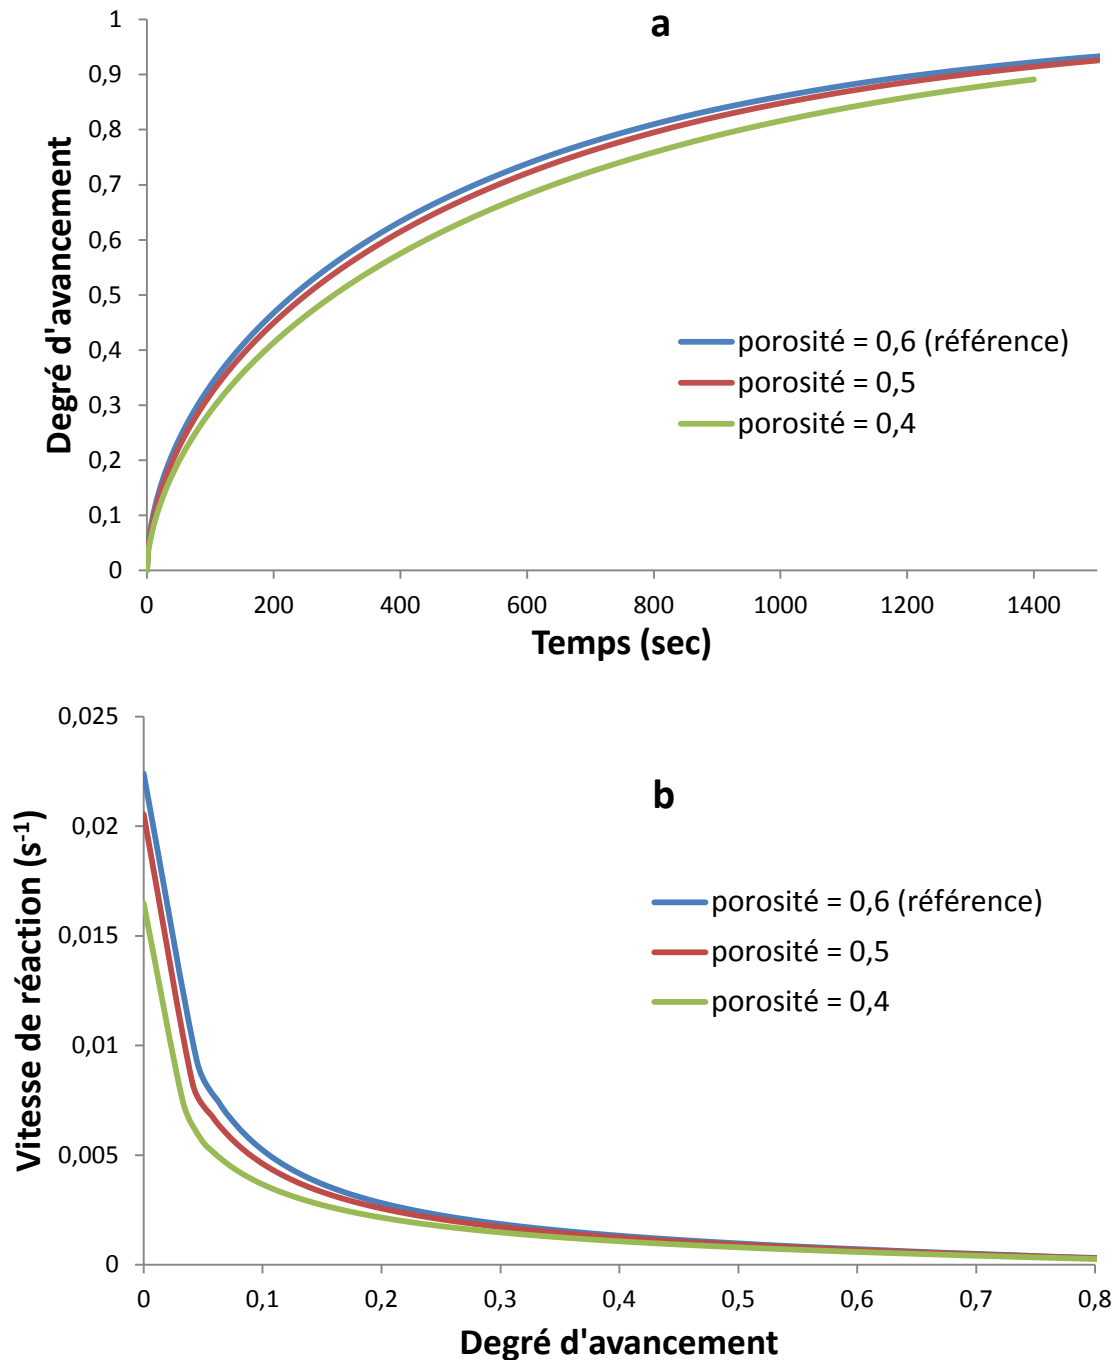 a
1
0,9
0,8
0,7
0,6
0,5
0,4
0,3
0,2
0,1
0
Degré d'avancement
porosité = 0,6 (référence)
porosité = 0,5
porosité = 0,4
0 200 400 600 800 1000 1200 1400
Temps (sec)
b
0,025
0,02
0,015
0,01
0,005
0
Vitesse de réaction (s⁻¹)
porosité = 0,6 (référence)
porosité = 0,5
porosité = 0,4
0 0,1 0,2 0,3 0,4 0,5 0,6 0,7 0,8
Degré d'avancement